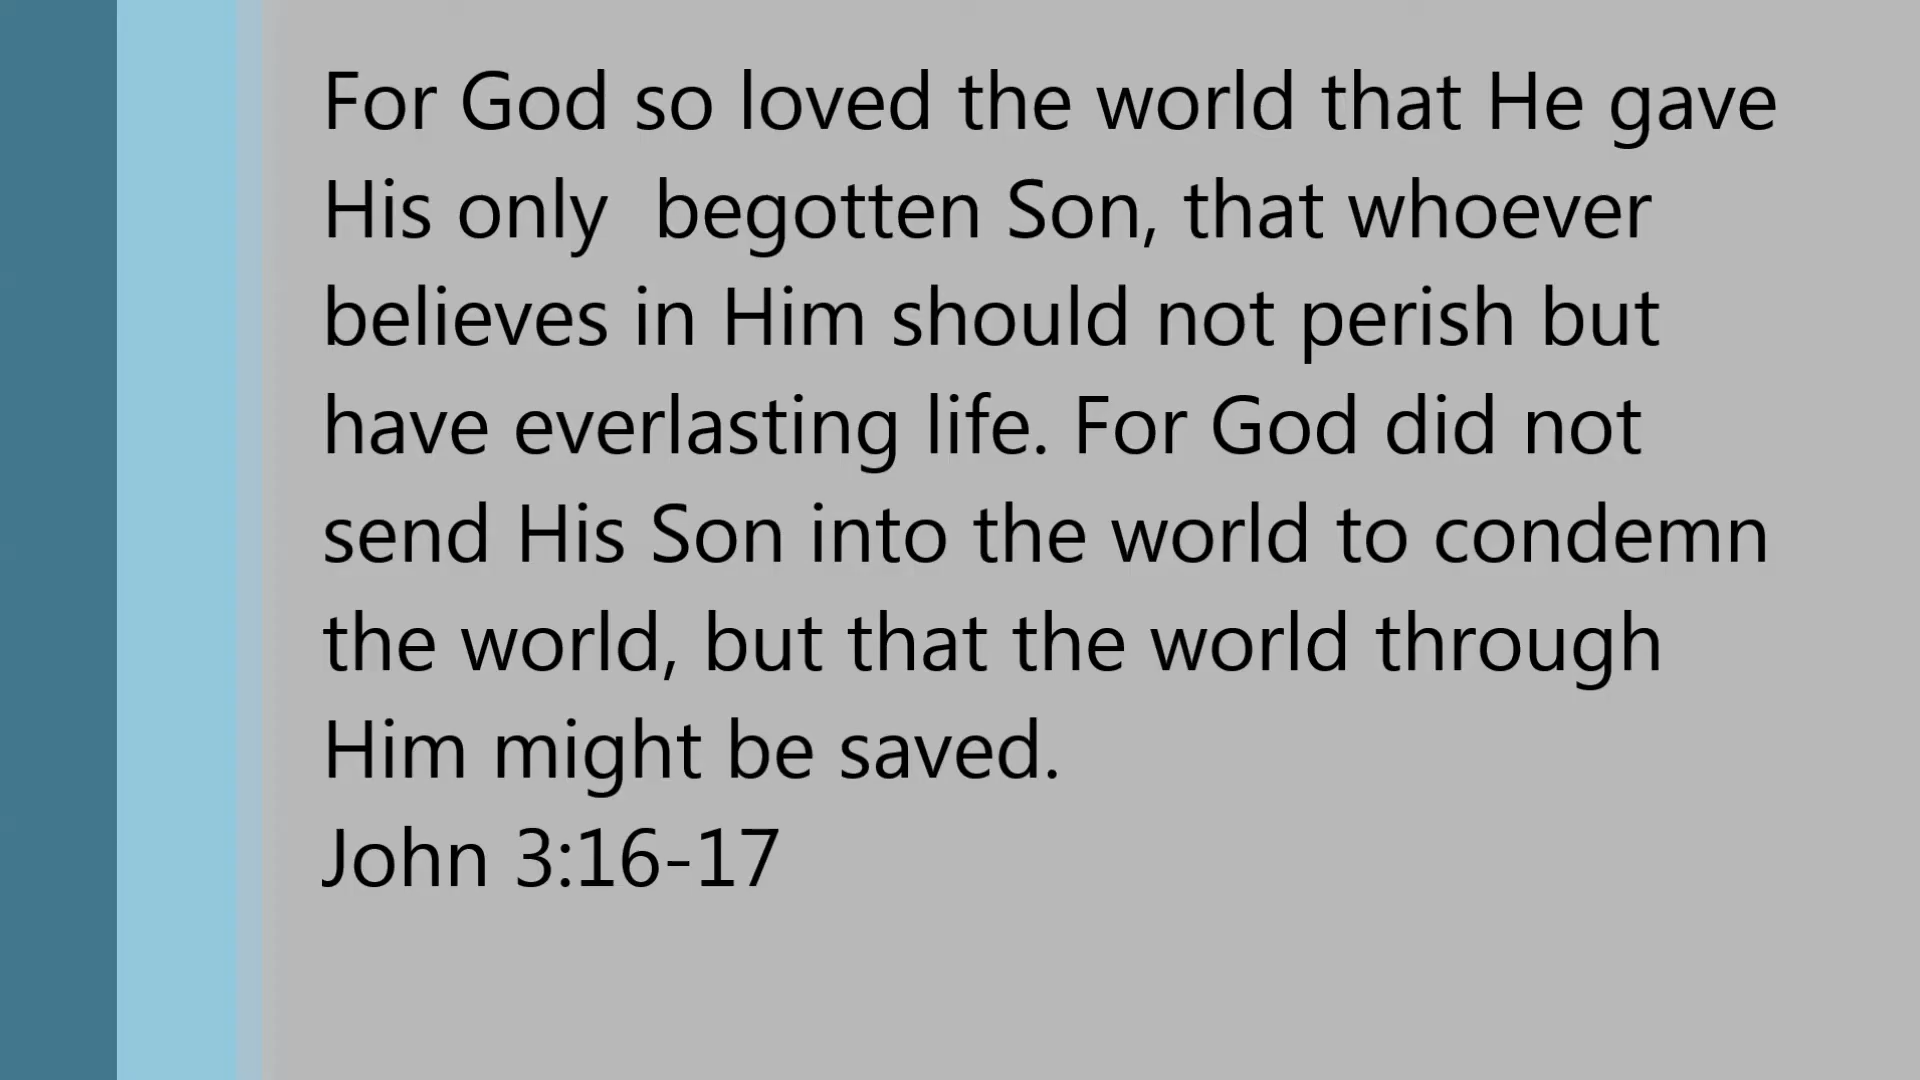 For God so loved the world that He gave
His only  begotten Son, that whoever
believes in Him should not perish but
have everlasting life. For God did not
send His Son into the world to condemn
the world, but that the world through
Him might be saved.
John 3:16-17